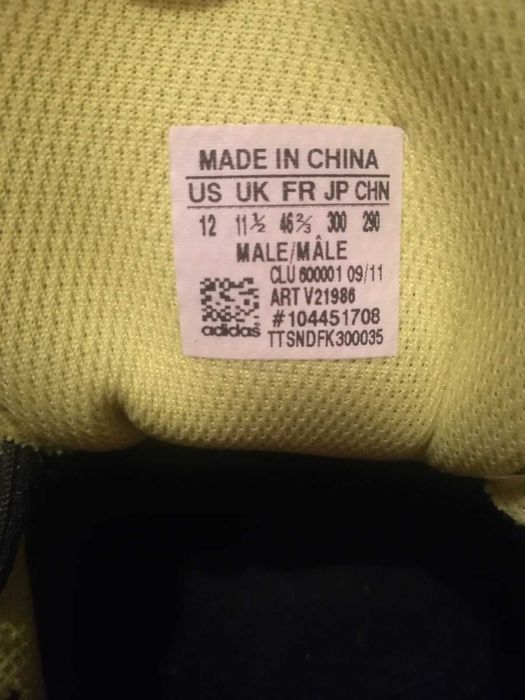 MADE IN CHINA
US UK FR JP CHN
12 11½ 46⅔ 300 290
MALE/MÂLE
CLU 600001 09/11
ART V21986
#104451708
adidas
TTSNDFK300035